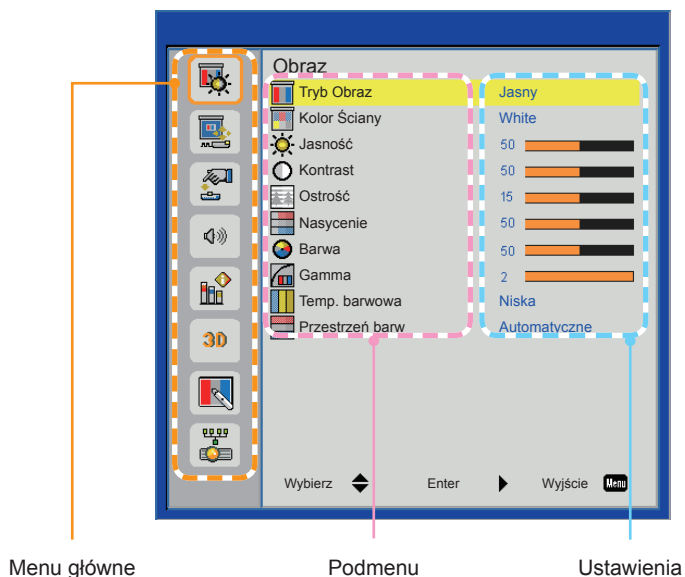 Obraz
Tryb Obraz Jasny
Kolor Ściany White
Jasność 50
Kontrast 50
Ostrość 15
Nasycenie 50
Barwa 50
Gamma 2
Temp. barwowa Niska
Przestrzeń barw Automatyczne
3D
Wybierz Enter Wyjście Menu
Menu główne Podmenu Ustawienia